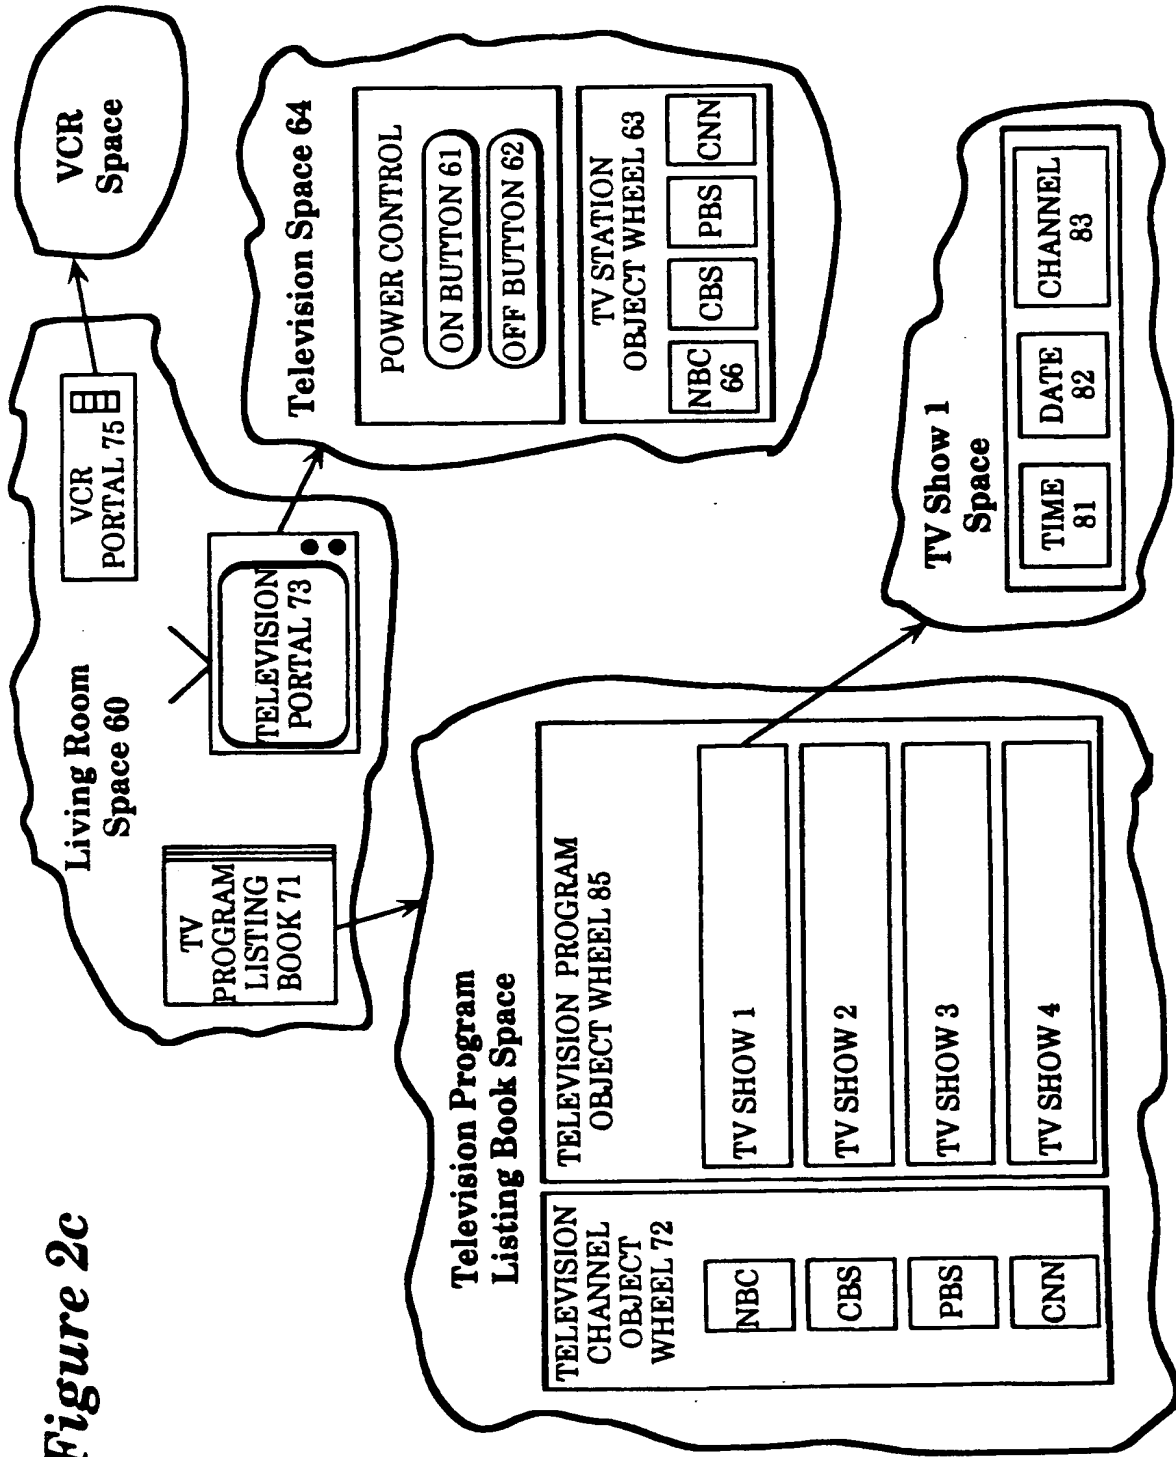 Figure 2c
Living Room
Space 60
TV
PROGRAM
LISTING
BOOK 71
TELEVISION
PORTAL 73
VCR
PORTAL 75
VCR
Space
Television Space 64
POWER CONTROL
ON BUTTON 61
OFF BUTTON 62
TV STATION
OBJECT WHEEL 63
NBC
66
CBS
PBS
CNN
Television Program
Listing Book Space
TELEVISION
CHANNEL
OBJECT
WHEEL 72
NBC
CBS
PBS
CNN
TELEVISION PROGRAM
OBJECT WHEEL 85
TV SHOW 1
TV SHOW 2
TV SHOW 3
TV SHOW 4
TV Show 1
Space
TIME
81
DATE
82
CHANNEL
83